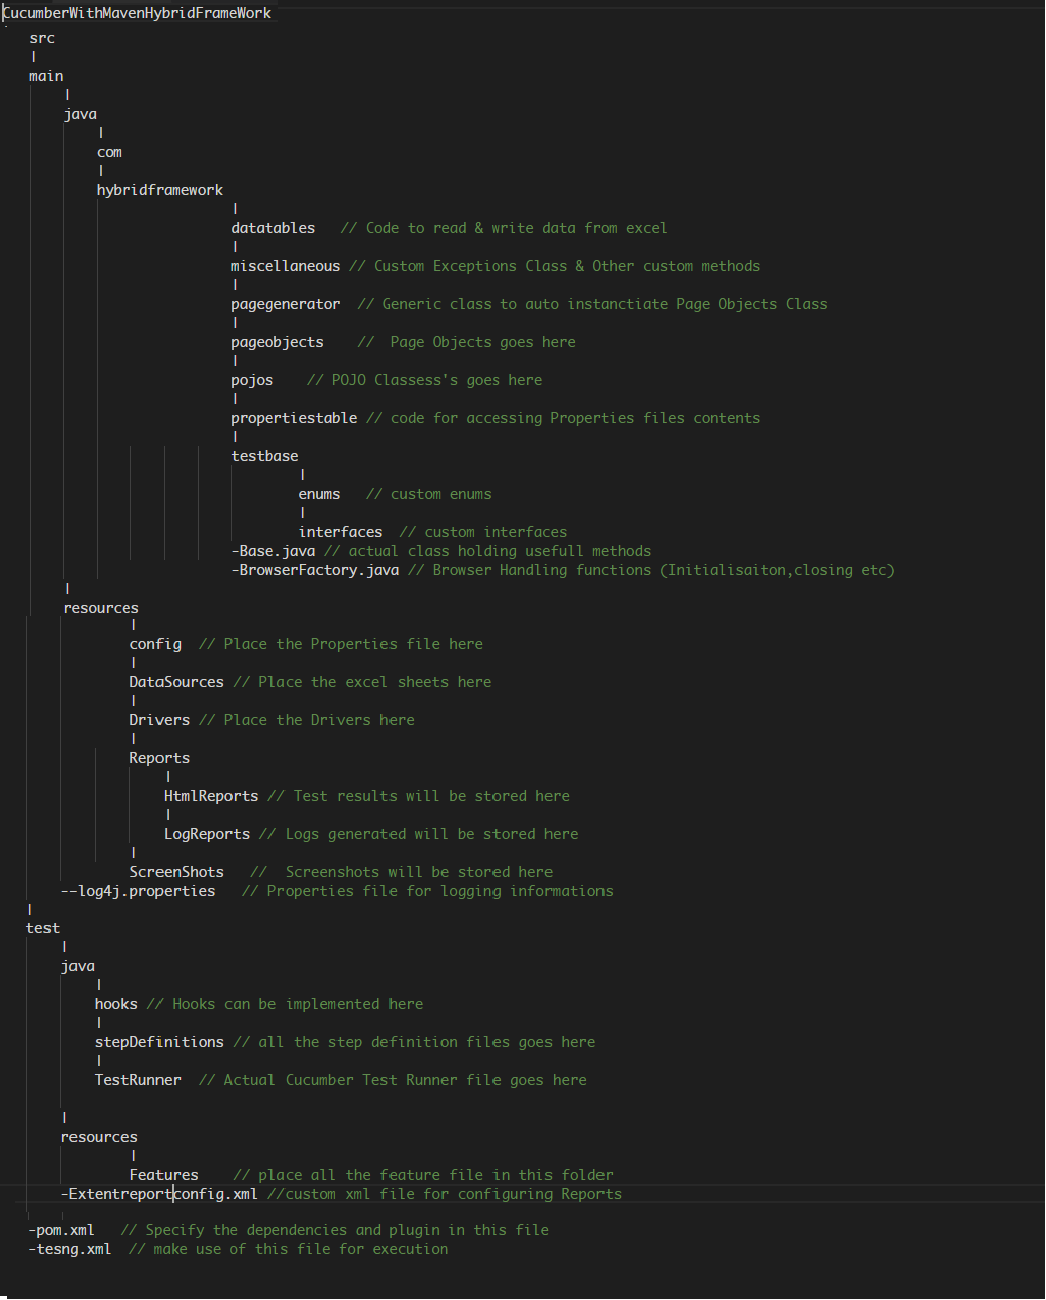 CucumberWithMavenHybridFrameWork
|
src
|
main
|
java
|
com
|
hybridframework
|
datatables // Code to read & write data from excel
|
miscellaneous // Custom Exceptions Class & Other custom methods
|
pagegenerator // Generic class to auto instanctiate Page Objects Class
|
pageobjects // Page Objects goes here
|
pojos // POJO Classess's goes here
|
propertiestable // code for accessing Properties files contents
|
testbase
|
enums // custom enums
|
interfaces // custom interfaces
-Base.java // actual class holding usefull methods
-BrowserFactory.java // Browser Handling functions (Initialisaiton,closing etc)
|
resources
|
config // Place the Properties file here
|
DataSources // Place the excel sheets here
|
Drivers // Place the Drivers here
|
Reports
|
HtmlReports // Test results will be stored here
|
LogReports // Logs generated will be stored here
|
ScreenShots // Screenshots will be stored here
--log4j.properties // Properties file for logging informations
|
test
|
java
|
hooks // Hooks can be implemented here
|
stepDefinitions // all the step definition files goes here
|
TestRunner // Actual Cucumber Test Runner file goes here
|
resources
|
Features // place all the feature file in this folder
-Extentreportconfig.xml //custom xml file for configuring Reports
-pom.xml // Specify the dependencies and plugin in this file
-tesng.xml // make use of this file for execution